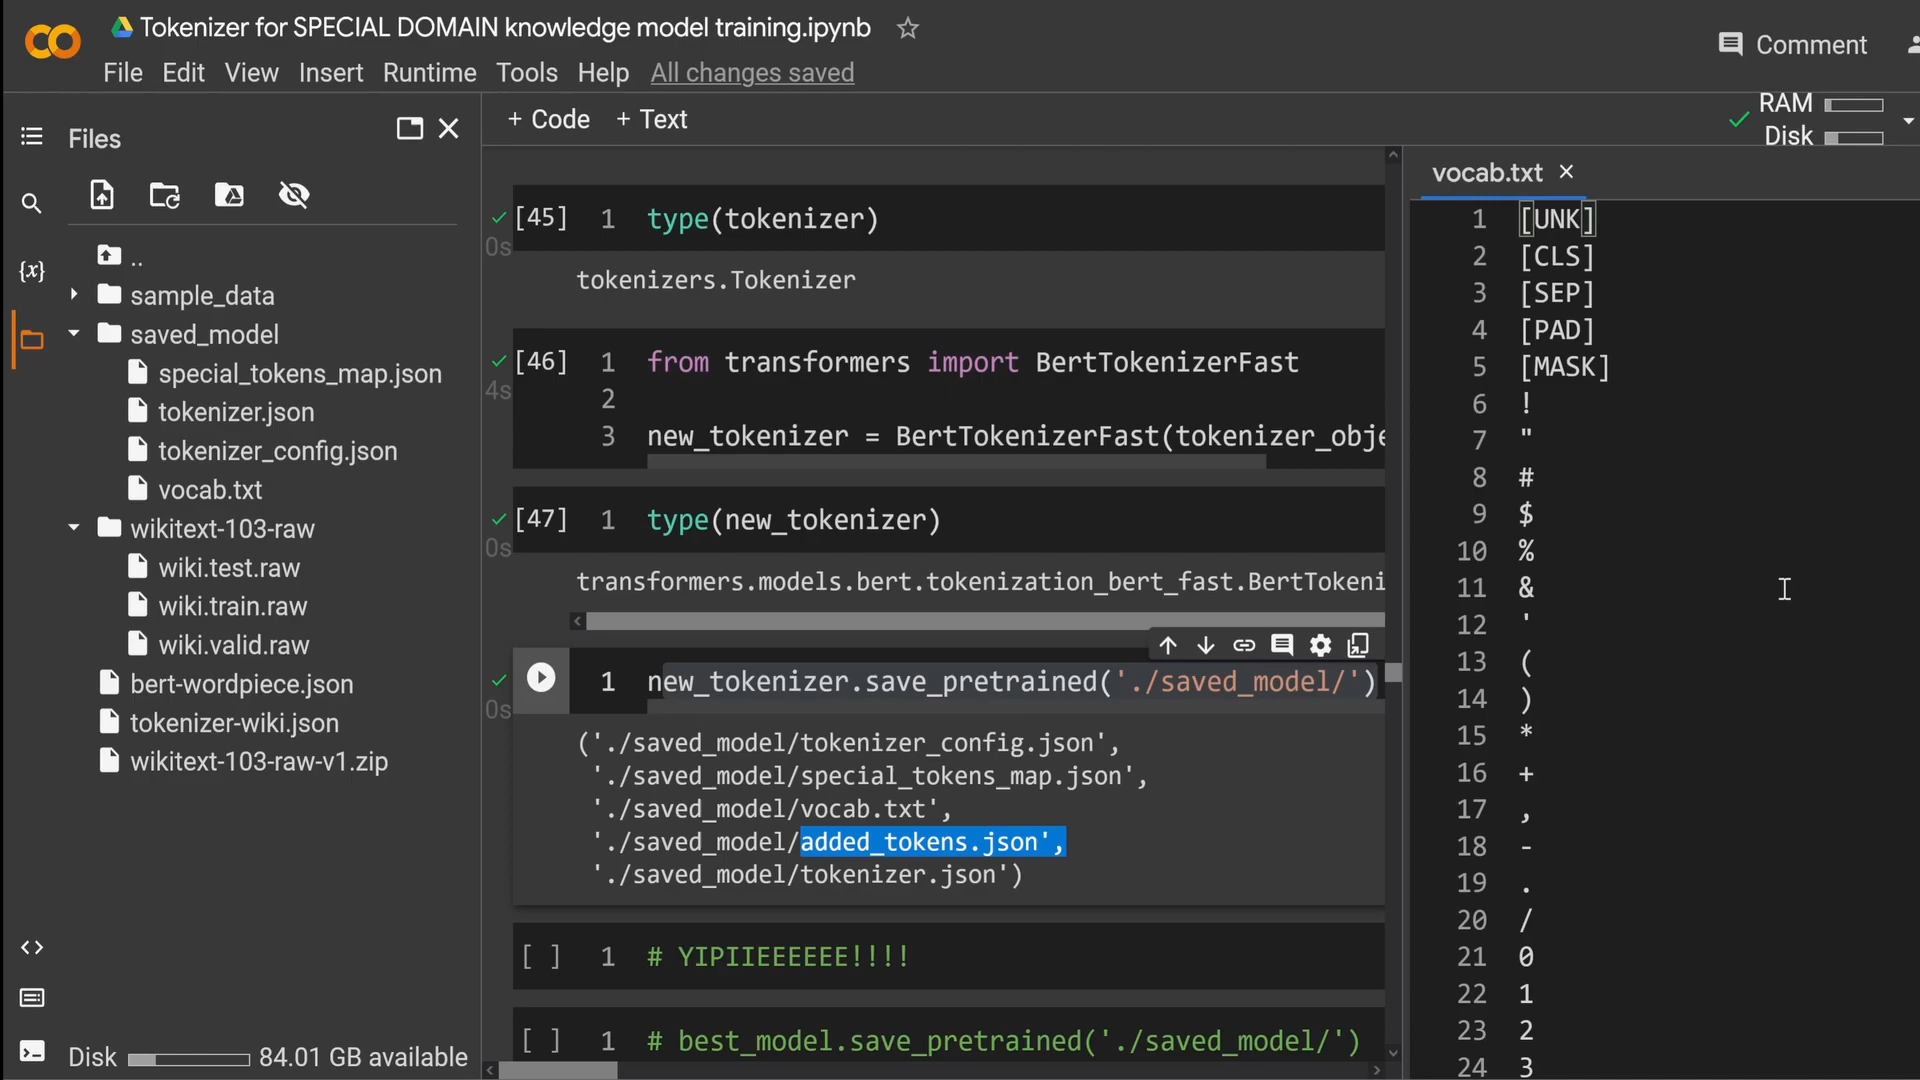 Tokenizer for SPECIAL DOMAIN knowledge model training.ipynb
File Edit View Insert Runtime Tools Help All changes saved
Comment
+ Code + Text
RAM
Disk
Files
..
sample_data
saved_model
special_tokens_map.json
tokenizer.json
tokenizer_config.json
vocab.txt
wikitext-103-raw
wiki.test.raw
wiki.train.raw
wiki.valid.raw
bert-wordpiece.json
tokenizer-wiki.json
wikitext-103-raw-v1.zip
{x}
Disk 84.01 GB available
[45] 1 type(tokenizer)
0s
tokenizers.Tokenizer
[46] 1 from transformers import BertTokenizerFast
4s
2
3 new_tokenizer = BertTokenizerFast(tokenizer_obje
[47] 1 type(new_tokenizer)
0s
transformers.models.bert.tokenization_bert_fast.BertTokeni
1 new_tokenizer.save_pretrained('./saved_model/')
0s
('./saved_model/tokenizer_config.json',
'./saved_model/special_tokens_map.json',
'./saved_model/vocab.txt',
'./saved_model/added_tokens.json',
'./saved_model/tokenizer.json')
[ ] 1 # YIPIIEEEEEE!!!!
[ ] 1 # best_model.save_pretrained('./saved_model/')
vocab.txt
1 [UNK]
2 [CLS]
3 [SEP]
4 [PAD]
5 [MASK]
6 !
7 "
8 #
9 $
10 %
11 &
12 '
13 (
14 )
15 *
16 +
17 ,
18 -
19 .
20 /
21 0
22 1
23 2
24 3